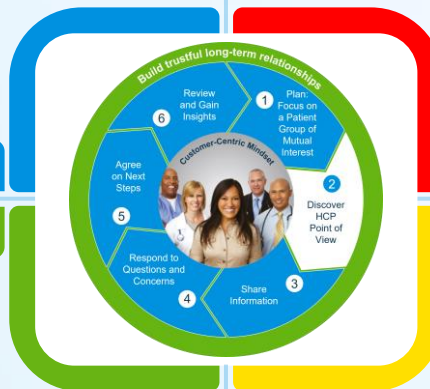 Build trustful long-term relationships
1
Plan:
Focus on
a Patient
Group of
Mutual
Interest
2
Discover
HCP
Point of
View
3
Share
Information
4
Respond to
Questions and
Concerns
5
Agree
on Next
Steps
6
Review
and Gain
Insights
Customer-Centric Mindset